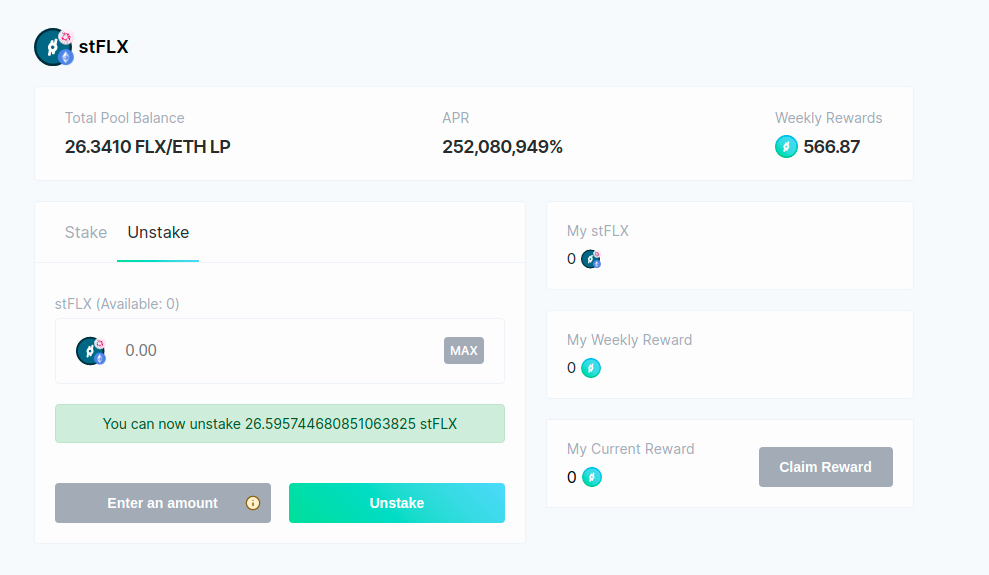 stFLX
Total Pool Balance
26.3410 FLX/ETH LP
APR
252,080,949%
Weekly Rewards
566.87
Stake
Unstake
stFLX (Available: 0)
0.00
MAX
You can now unstake 26.595744680851063825 stFLX
Enter an amount
Unstake
My stFLX
0
My Weekly Reward
0
My Current Reward
0
Claim Reward